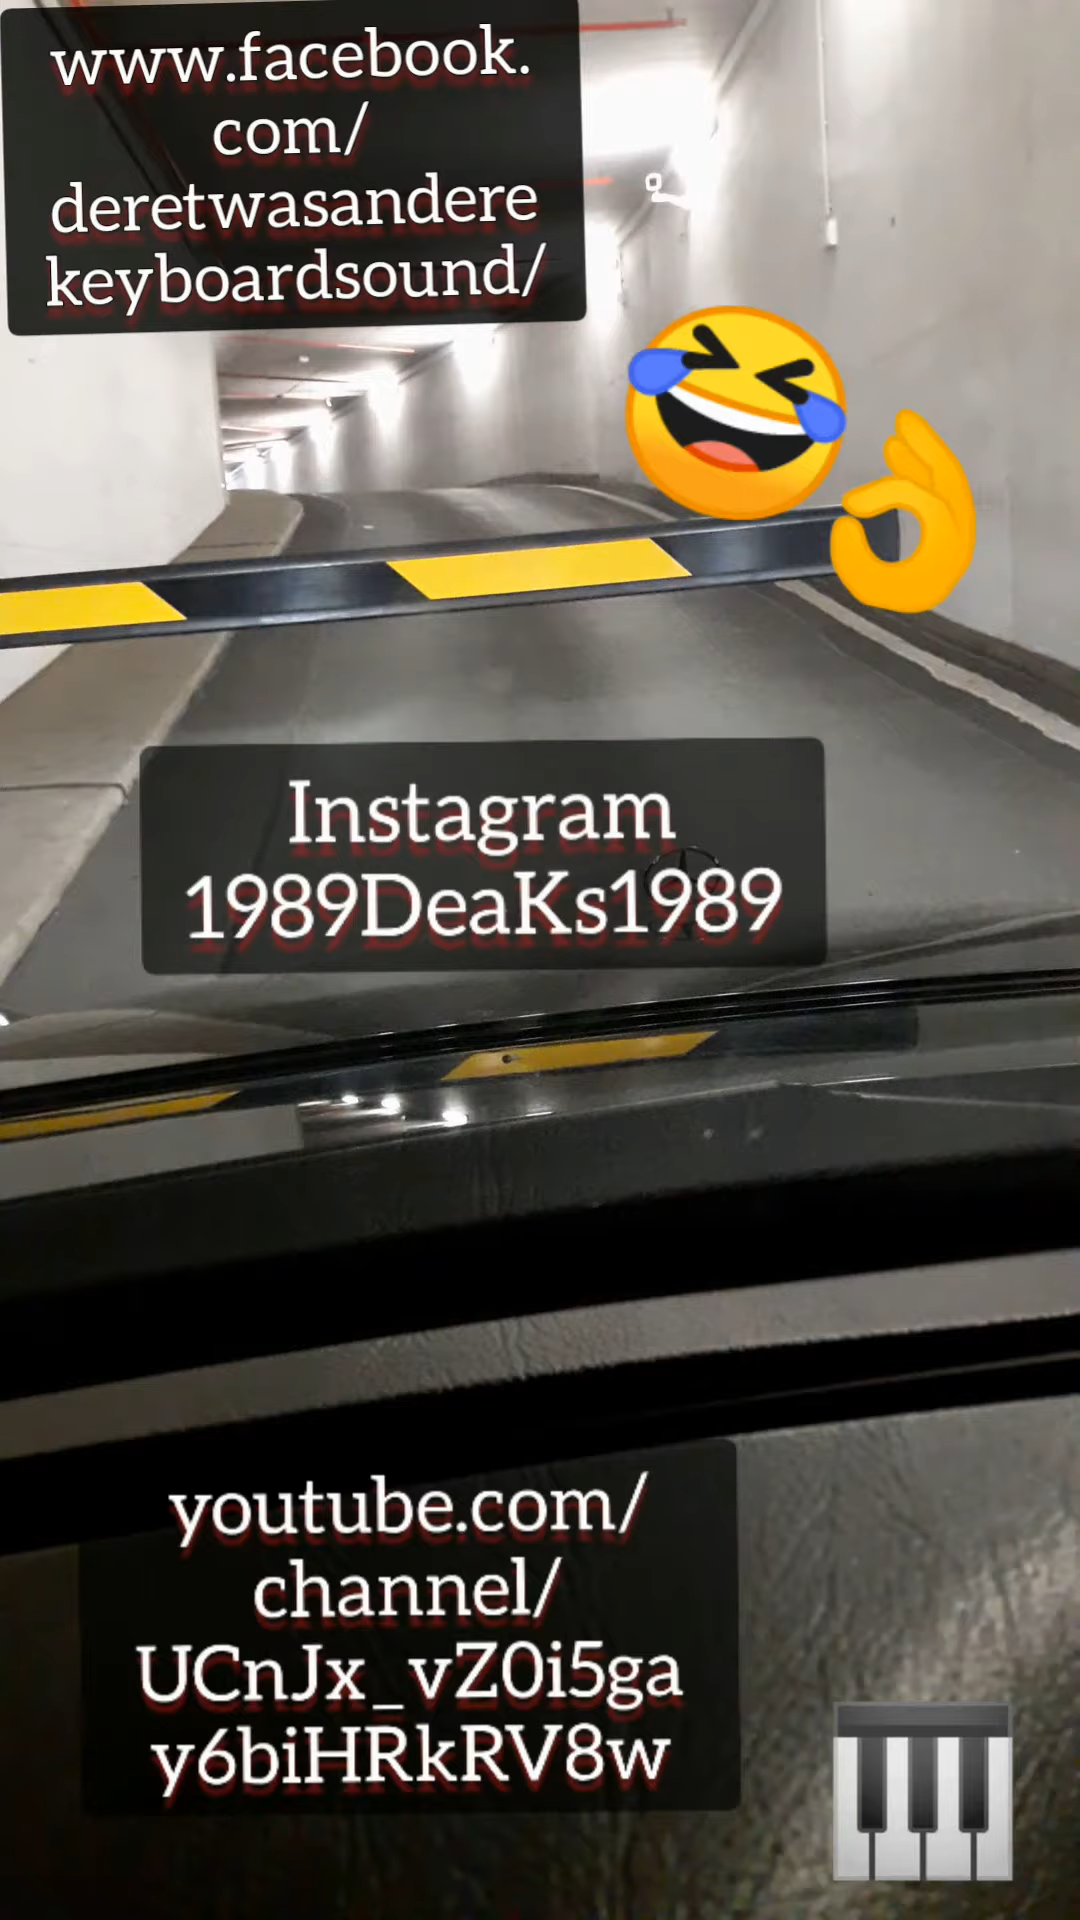 www.facebook.
com/
deretwasandere
keyboardsound/
Instagram
1989DeaKs1989
youtube.com/
channel/
UCnJx_vZ0i5ga
y6biHRkRV8w